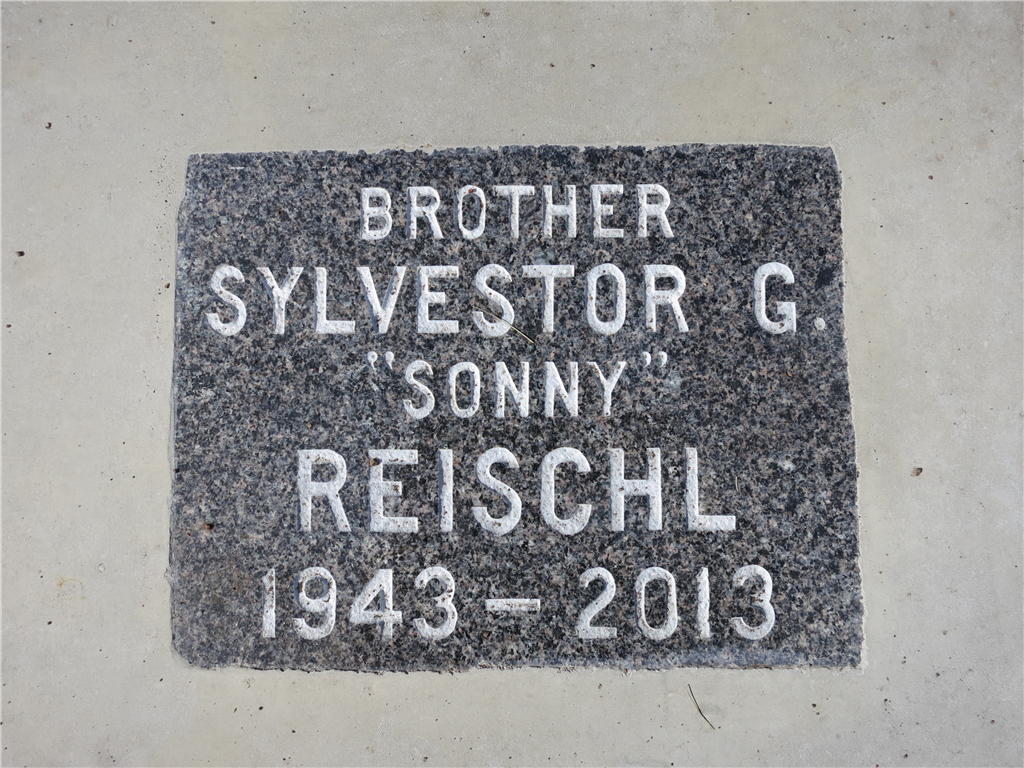 BROTHER
SYLVESTOR G.
"SONNY"
REISCHL
1943 – 2013